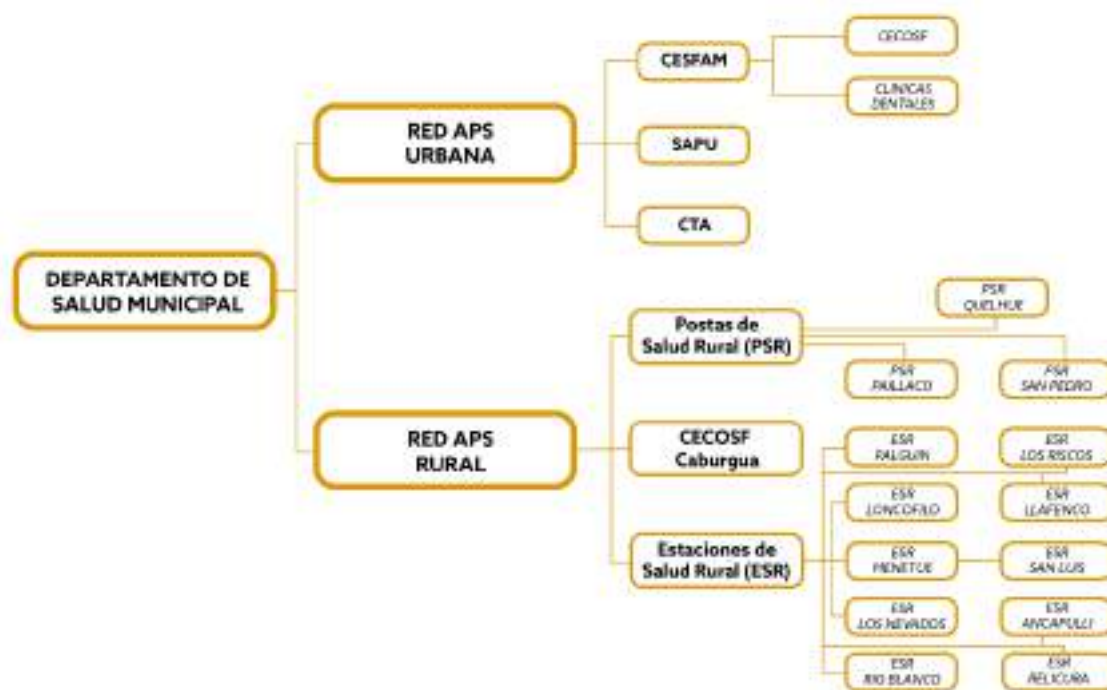 CECOSF
CESFAM
CLINICAS
DENTALES
RED APS
URBANA
SAPU
CTA
DEPARTAMENTO DE
SALUD MUNICIPAL
PSR
QUELHUE
Postas de
Salud Rural (PSR)
PSR
PAILLACO
PSR
SAN PEDRO
RED APS
RURAL
CECOSF
Caburgua
ESR
PALGUIN
ESR
LOS RISCOS
ESR
LONCOFILO
ESR
LLAFENCO
Estaciones de
Salud Rural (ESR)
ESR
MENETUE
ESR
SAN LUIS
ESR
LOS NEVADOS
ESR
ANCAPULLI
ESR
RIO BLANCO
ESR
RELICURA